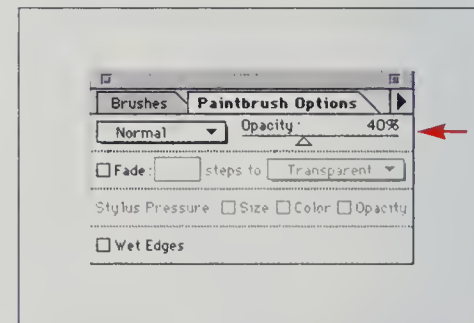 Brushes Paintbrush Options
Normal Opacity: 40%
Fade: steps to Transparent
Stylus Pressure Size Color Opacity
Wet Edges